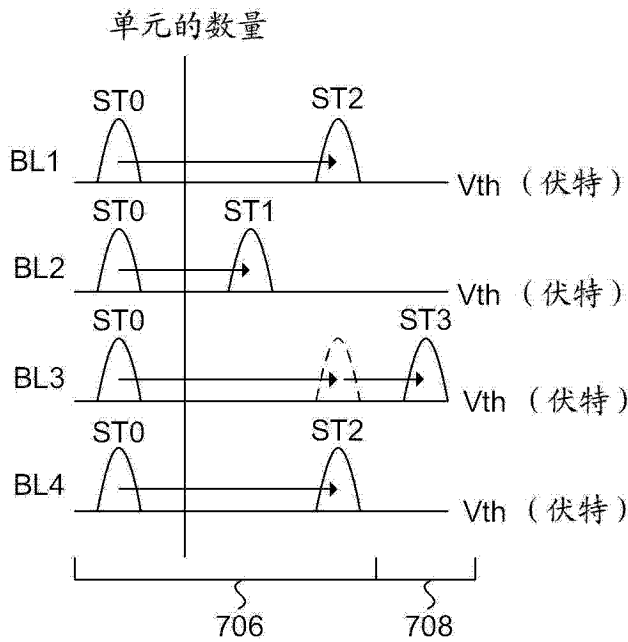 单元的数量
ST0 ST2
BL1 Vth（伏特）
ST0 ST1
BL2 Vth（伏特）
ST0 ST3
BL3 Vth（伏特）
ST0 ST2
BL4 Vth（伏特）
706 708